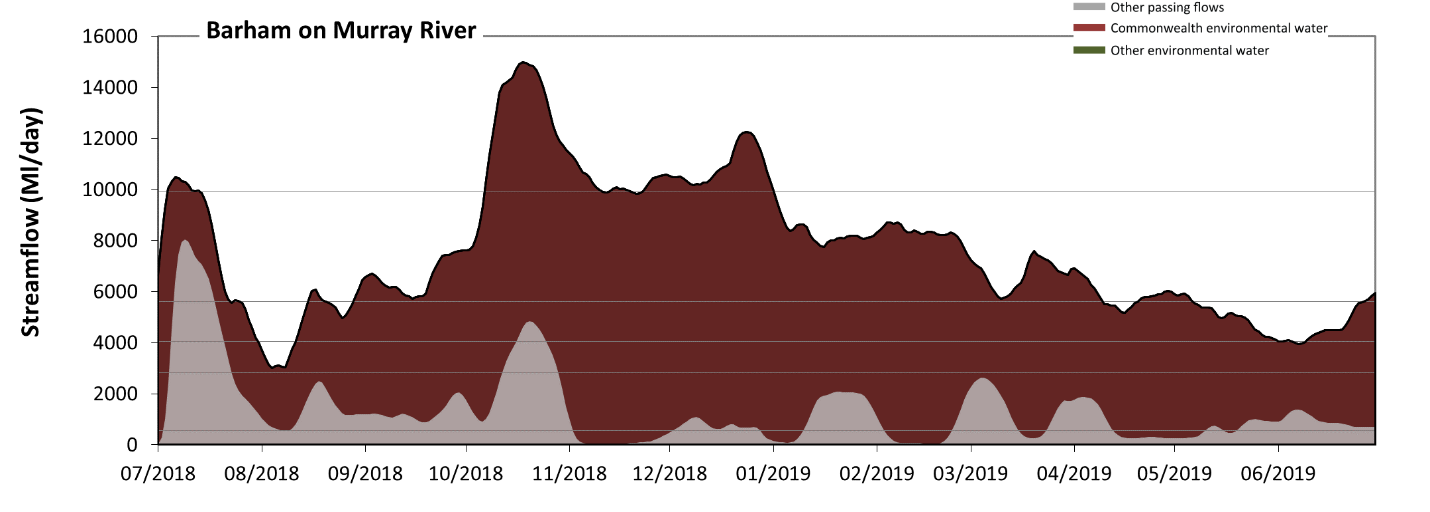 Other passing flows
Barham on Murray River
Commonwealth environmental water
Other environmental water
Streamflow (Ml/day)
16000
14000
12000
10000
8000
6000
4000
2000
0
07/2018 08/2018 09/2018 10/2018 11/2018 12/2018 01/2019 02/2019 03/2019 04/2019 05/2019 06/2019